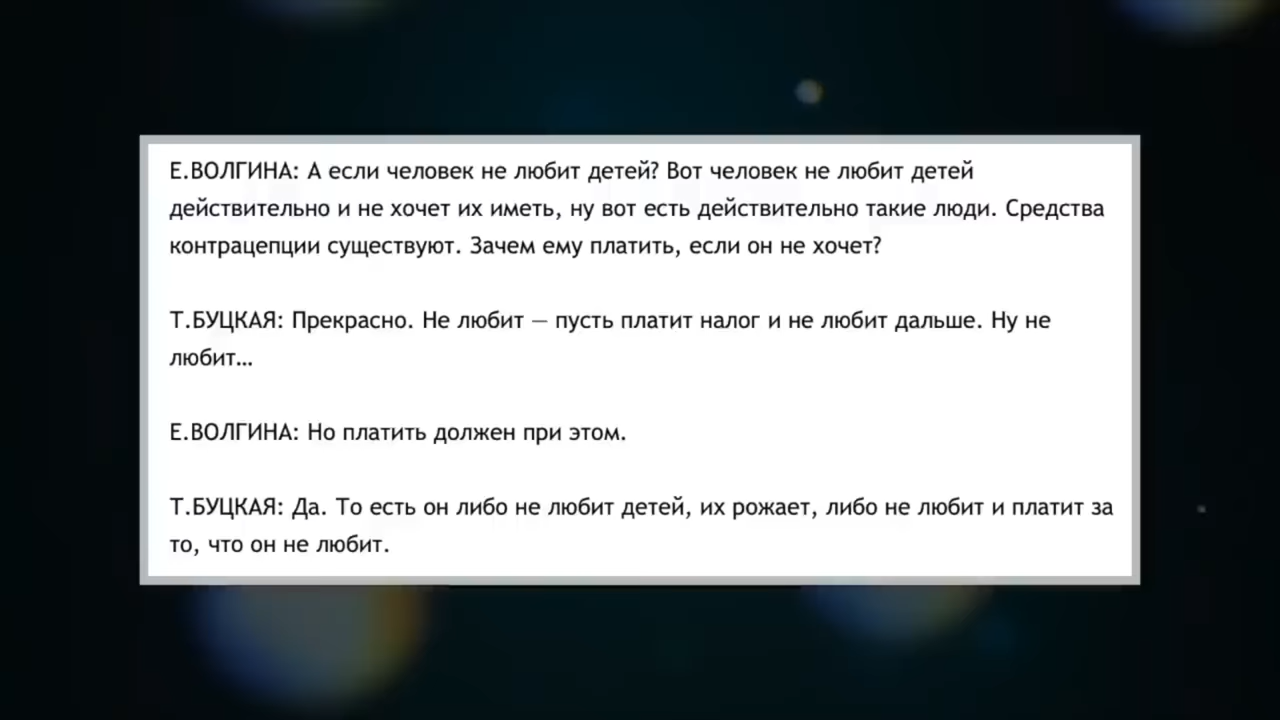 Е.ВОЛГИНА: А если человек не любит детей? Вот человек не любит детей
действительно и не хочет их иметь, ну вот есть действительно такие люди. Средства
контрацепции существуют. Зачем ему платить, если он не хочет?
Т.БУЦКАЯ: Прекрасно. Не любит — пусть платит налог и не любит дальше. Ну не
любит…
Е.ВОЛГИНА: Но платить должен при этом.
Т.БУЦКАЯ: Да. То есть он либо не любит детей, их рожает, либо не любит и платит за
то, что он не любит.